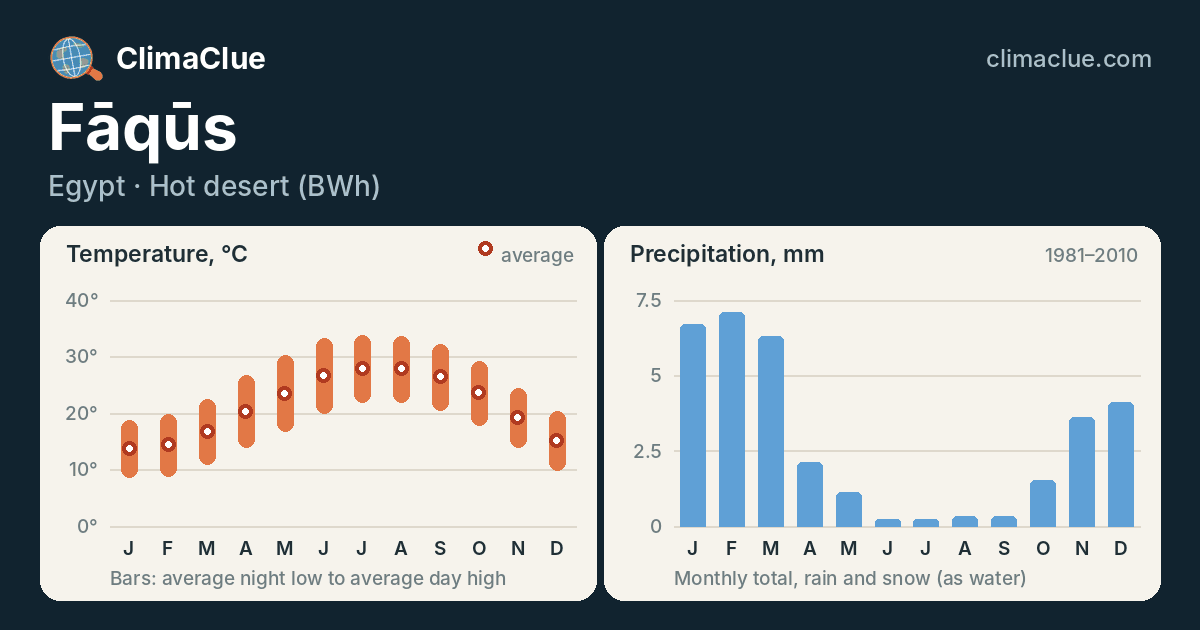 ClimaClue
climaclue.com
Fāqūs
Egypt · Hot desert (BWh)
Temperature, °C
average
40°
30°
20°
10°
0°
J F M A M J J A S O N D
Bars: average night low to average day high
Precipitation, mm
1981–2010
7.5
5
2.5
0
J F M A M J J A S O N D
Monthly total, rain and snow (as water)